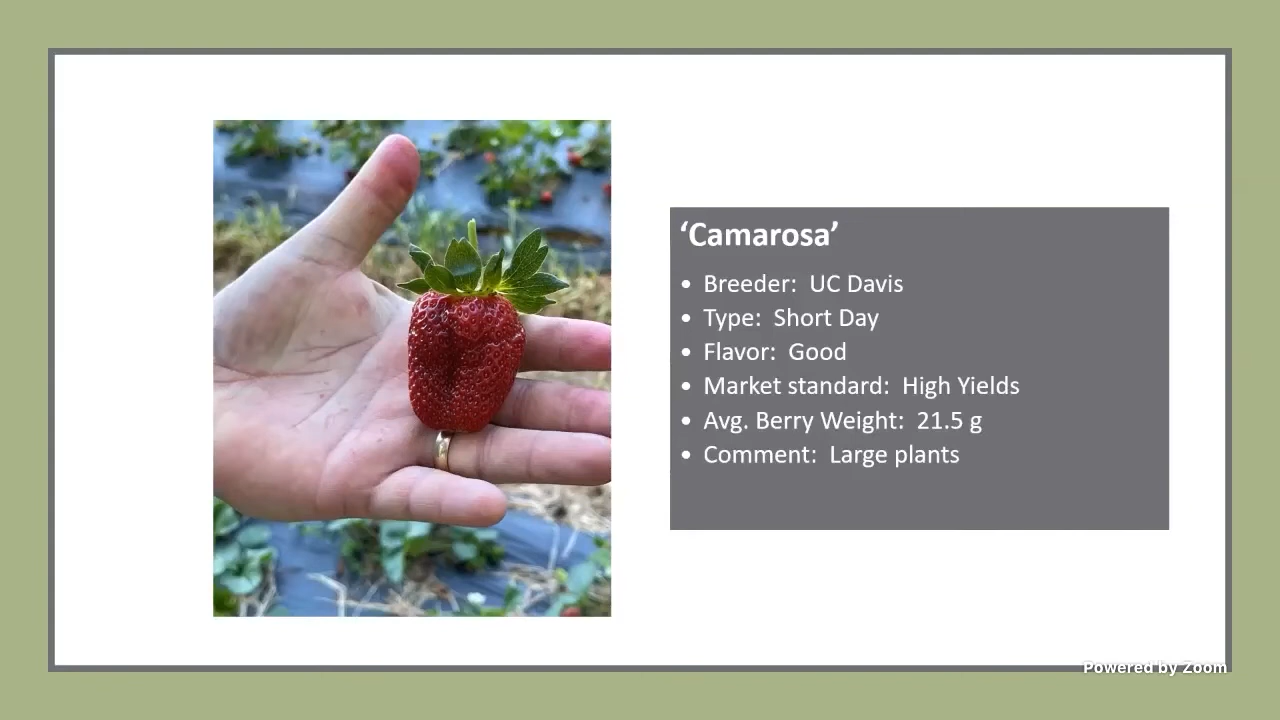 ‘Camarosa’
• Breeder:  UC Davis
• Type:  Short Day
• Flavor:  Good
• Market standard:  High Yields
• Avg. Berry Weight:  21.5 g
• Comment:  Large plants
Powered by Zoom